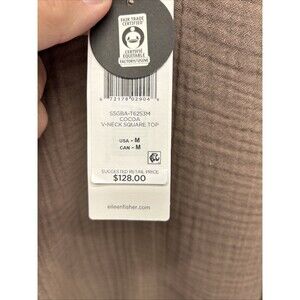 FAIR TRADE
CERTIFIED
CERTIFIÉ
ÉQUITABLE
FACTORY/USINE
S5GBA-T6253M
COCOA
V-NECK SQUARE TOP
USA - M
CAN - M
SUGGESTED RETAIL PRICE
$128.00
eileenfisher.com